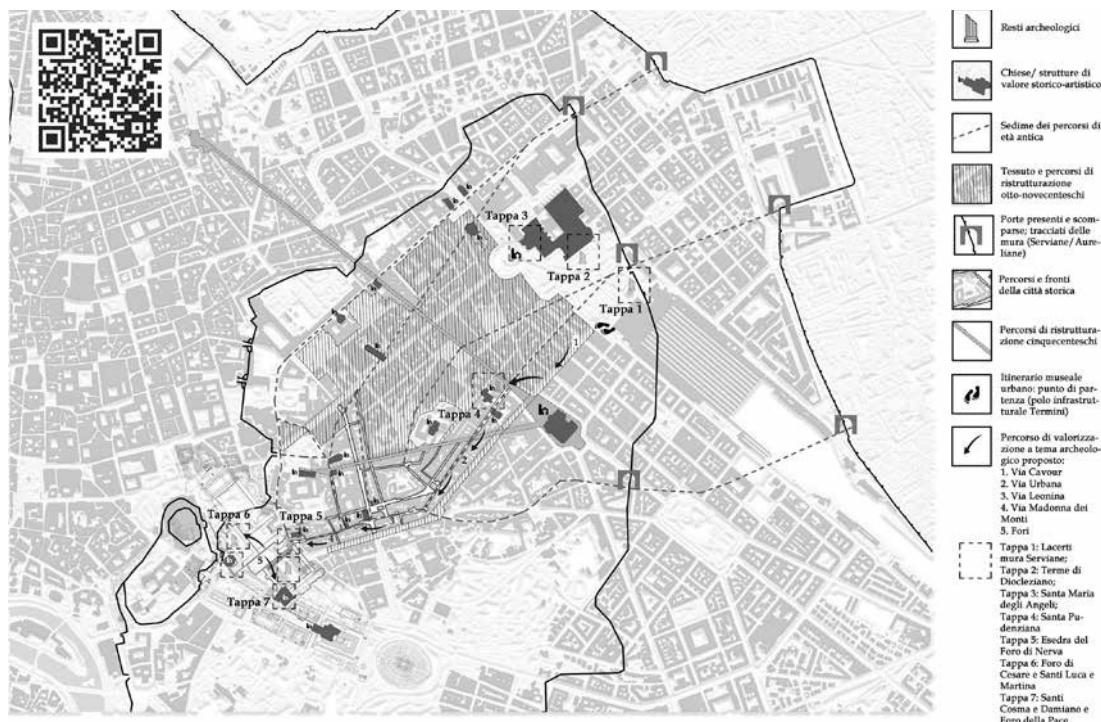 Tappa 3
Tappa 2
Tappa 1
1
Tappa 4
2
3
Tappa 6
Tappa 5
4
5
Tappa 7
Resti archeologici
Chiese/ strutture di
valore storico-artistico
Sedime dei percorsi di
età antica
Tessuto e percorsi di
ristrutturazione
otto-novecenteschi
Porte presenti e scom-
parse; tracciati delle
mura (Serviane/Aure-
liane)
Percorsi e fronti
della città storica
Percorsi di ristruttura-
zione cinquecenteschi
Itinerario museale
urbano: punto di par-
tenza (polo infrastrut-
turale Termini)
Percorso di valorizza-
zione a tema archeolo-
gico proposto:
1. Via Cavour
2. Via Urbana
3. Via Leonina
4. Via Madonna dei
Monti
5. Fori
Tappa 1: Lacerti
mura Serviane;
Tappa 2: Terme di
Diocleziano;
Tappa 3: Santa Maria
degli Angeli;
Tappa 4: Santa Pu-
denziana
Tappa 5: Esedra del
Foro di Nerva
Tappa 6: Foro di
Cesare e Santi Luca e
Martina
Tappa 7: Santi
Cosma e Damiano e
Foro della Pace